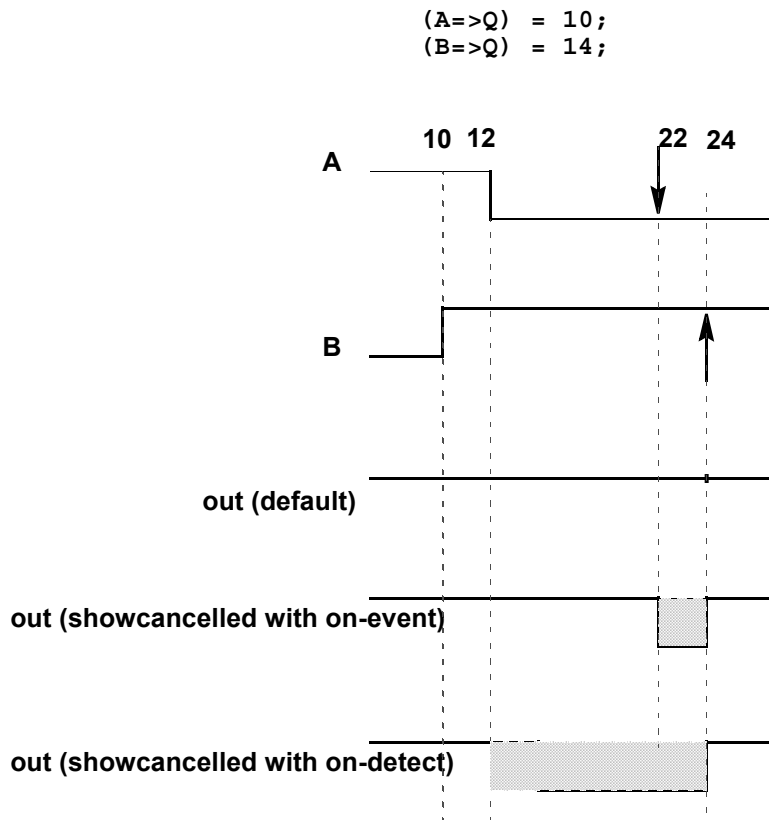 (A=>Q) = 10;
(B=>Q) = 14;
10 12 22 24
A
B
out (default)
out (showcancelled with on-event)
out (showcancelled with on-detect)